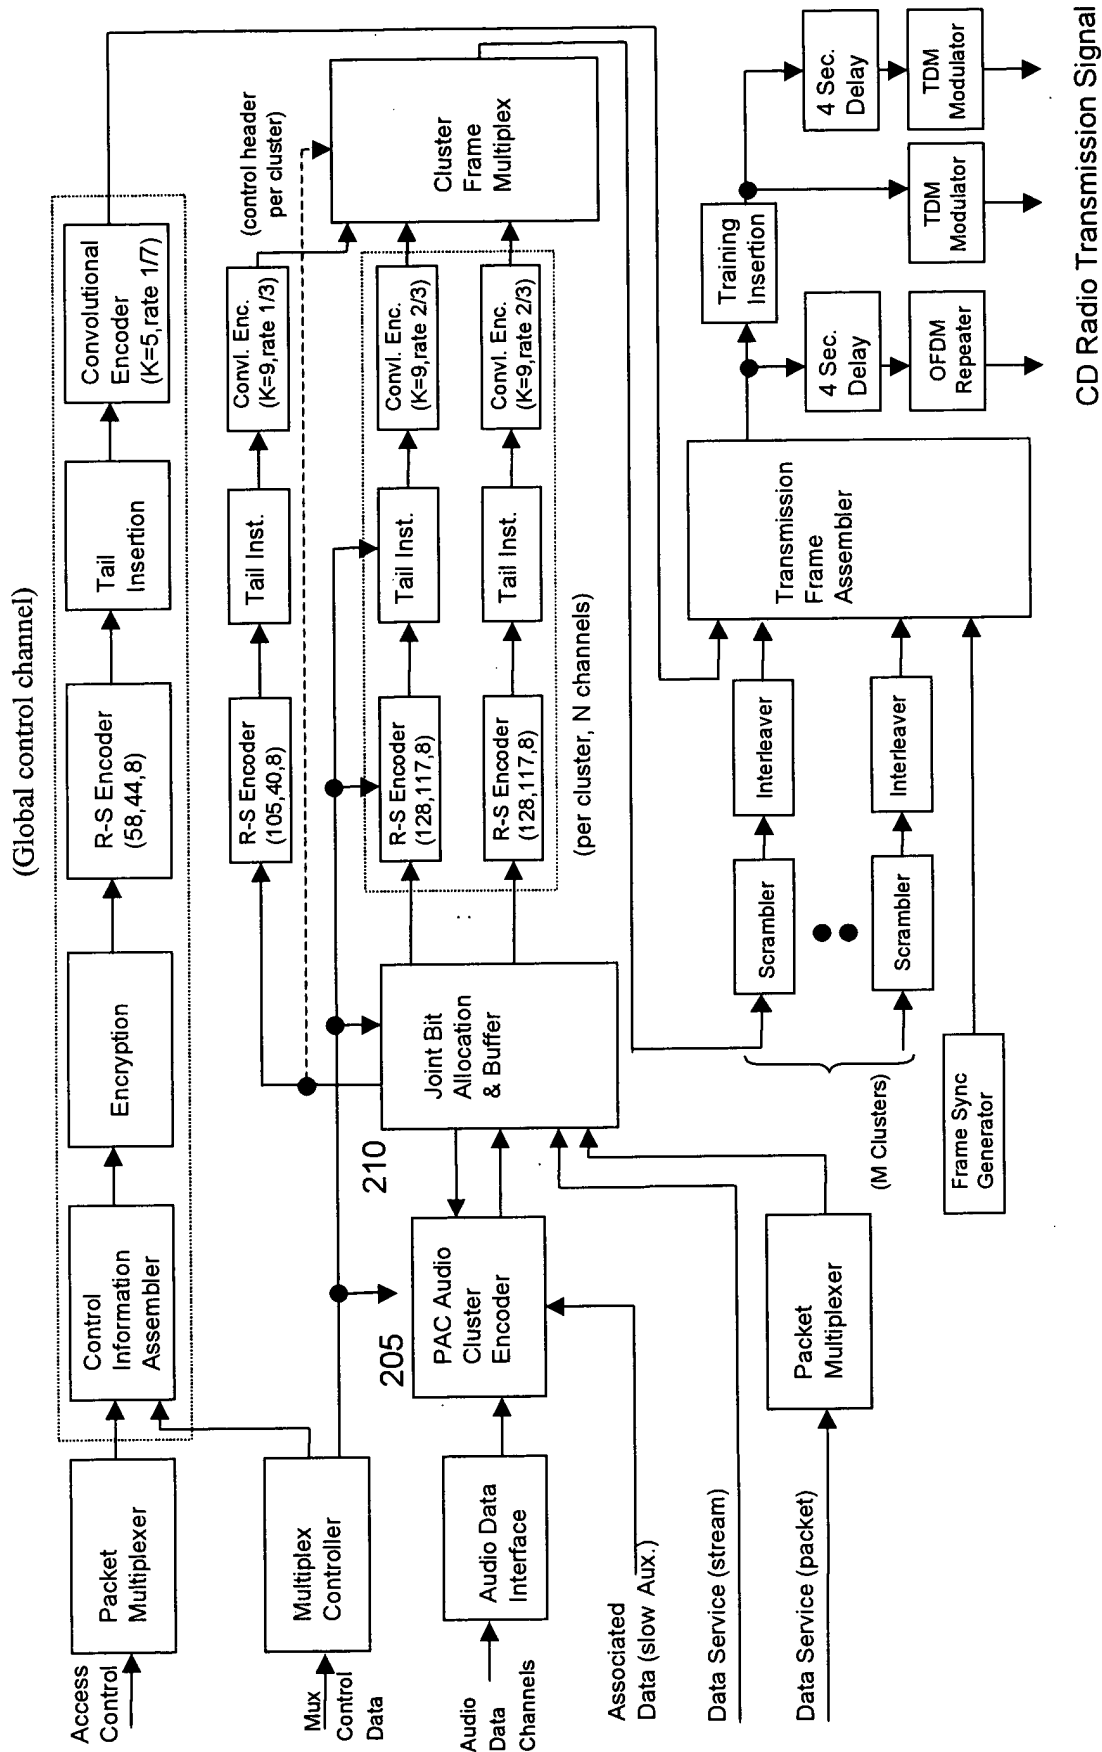 (Global control channel)
Access
Control
Packet
Multiplexer
Control
Information
Assembler
Encryption
R-S Encoder
(58,44,8)
Tail
Insertion
Convolutional
Encoder
(K=5,rate 1/7)
Mux
Control
Data
Multiplex
Controller
R-S Encoder
(105,40,8)
Tail Inst.
Convl. Enc.
(K=9,rate 1/3)
(control header
per cluster)
Audio
Data
Channels
Audio Data
Interface
205
PAC Audio
Cluster
Encoder
210
Joint Bit
Allocation
& Buffer
R-S Encoder
(128,117,8)
Tail Inst.
Convl. Enc.
(K=9,rate 2/3)
R-S Encoder
(128,117,8)
Tail Inst.
Convl. Enc.
(K=9,rate 2/3)
(per cluster, N channels)
Cluster
Frame
Multiplex
Associated
Data (slow Aux.)
Data Service (stream)
Data Service (packet)
Packet
Multiplexer
(M Clusters)
Scrambler
Interleaver
Scrambler
Interleaver
Frame Sync
Generator
Transmission
Frame
Assembler
Training
Insertion
4 Sec.
Delay
OFDM
Repeater
TDM
Modulator
4 Sec.
Delay
TDM
Modulator
CD Radio Transmission Signal